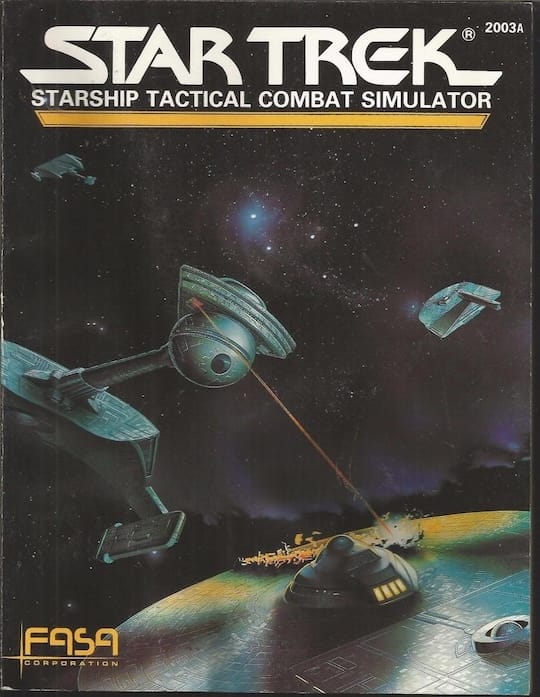 STAR TREK® 2003A
STARSHIP TACTICAL COMBAT SIMULATOR
FASA
CORPORATION